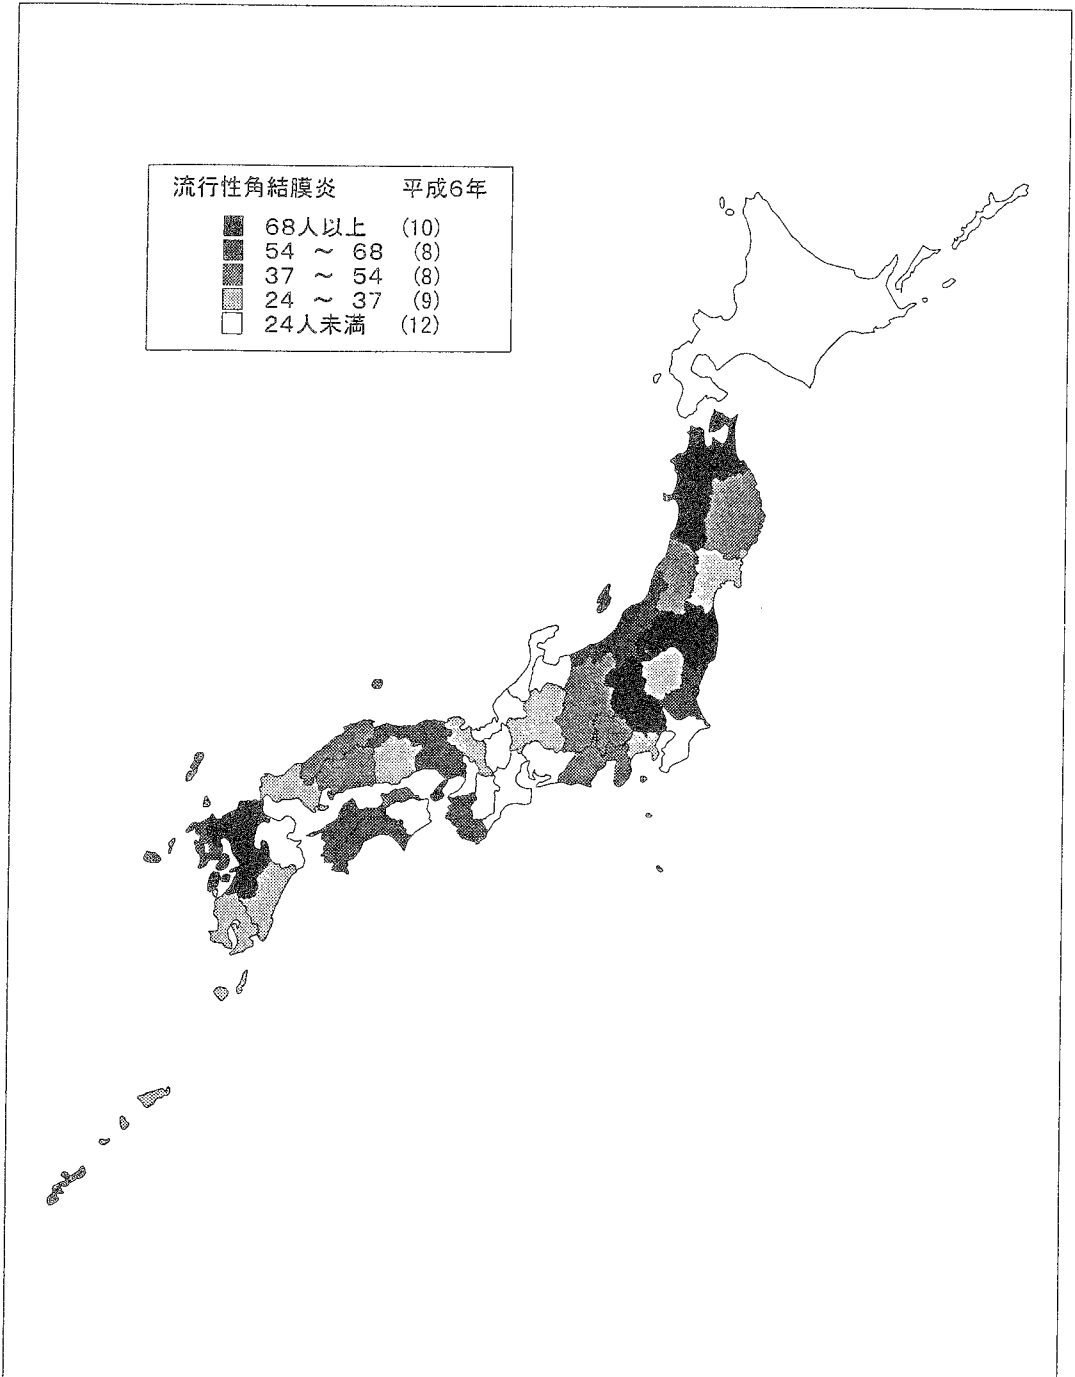 流行性角結膜炎 平成6年
68人以上 (10)
54 ~ 68 (8)
37 ~ 54 (8)
24 ~ 37 (9)
24人未満 (12)